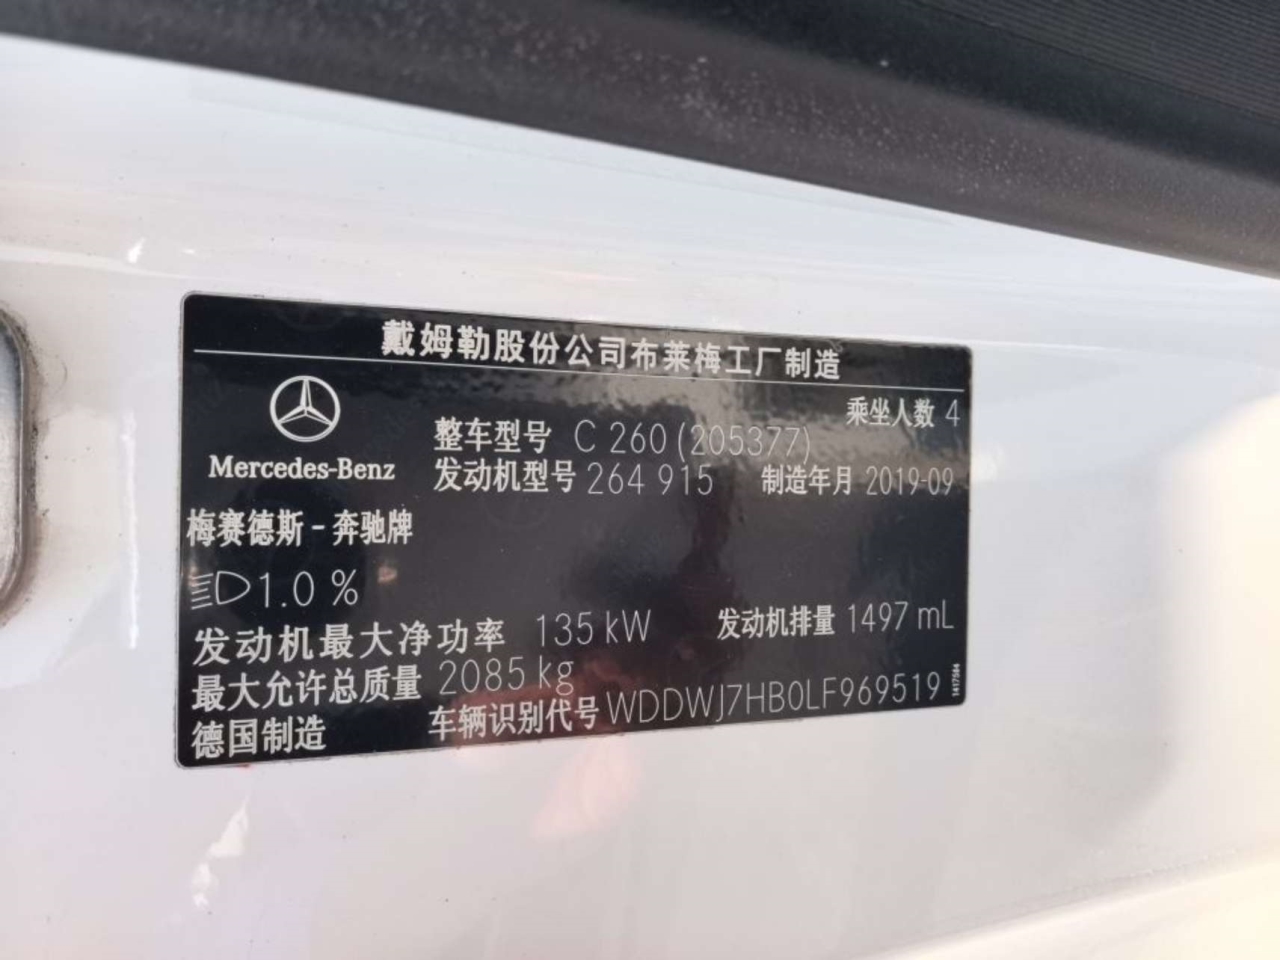 戴姆勒股份公司布莱梅工厂制造
乘坐人数 4
Mercedes-Benz
整车型号 C 260 (205377)
发动机型号 264 915 制造年月 2019-09
梅赛德斯－奔驰牌
1.0 %
发动机最大净功率 135 kW 发动机排量 1497 mL
最大允许总质量 2085 kg
德国制造 车辆识别代号 WDDWJ7HB0LF969519
1417584